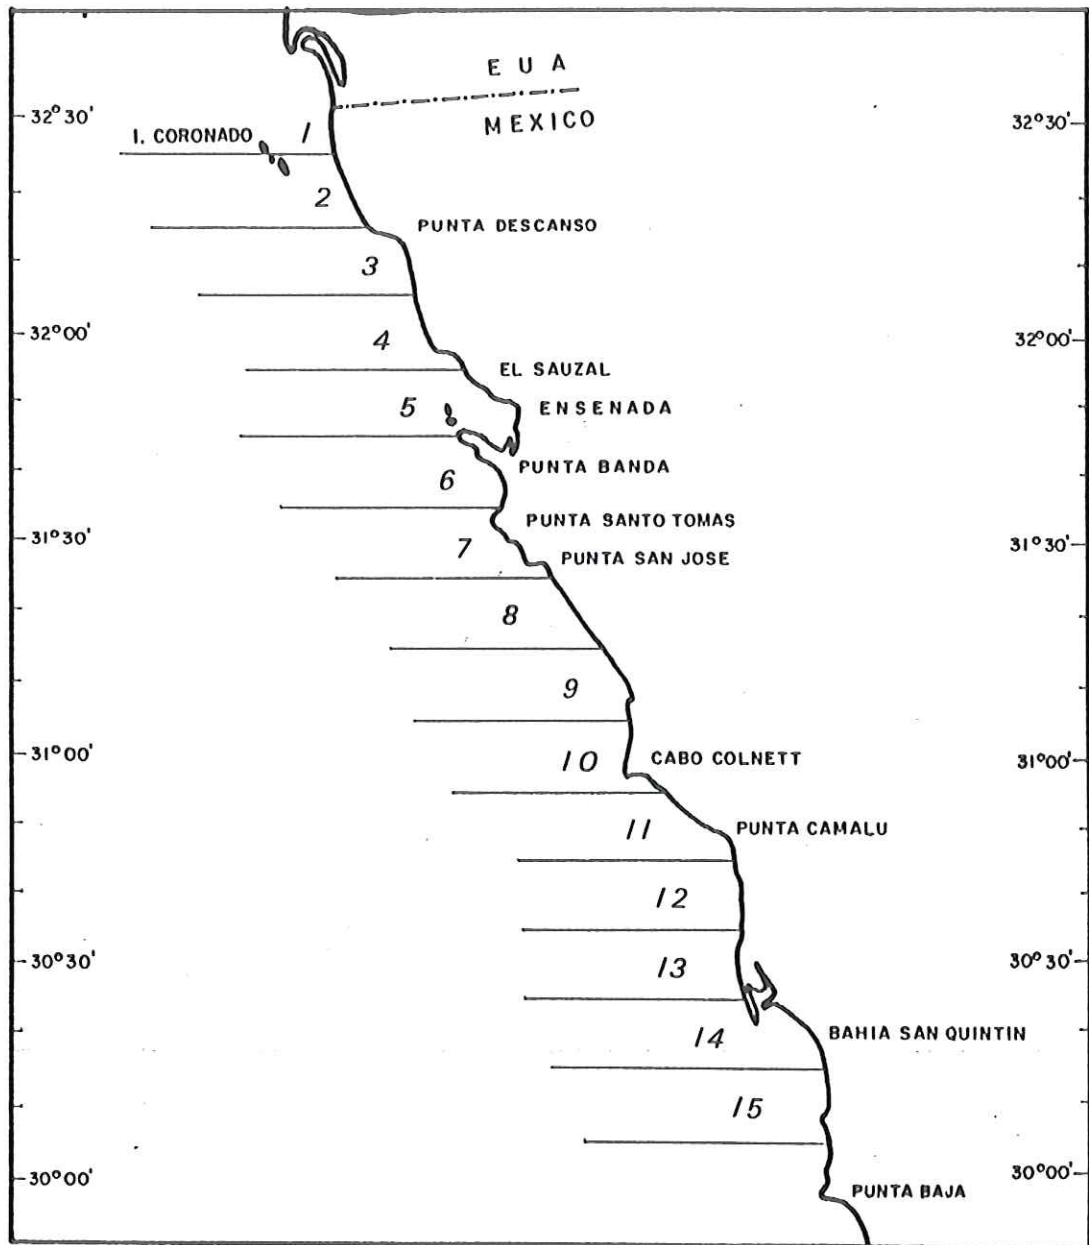 E U A
32°30'
32°30'
MEXICO
I. CORONADO
1
2
PUNTA DESCANSO
3
32°00'
32°00'
4
EL SAUZAL
5
ENSENADA
PUNTA BANDA
6
PUNTA SANTO TOMAS
31°30'
31°30'
7
PUNTA SAN JOSE
8
9
31°00'
31°00'
10
CABO COLNETT
11
PUNTA CAMALU
12
30°30'
30°30'
13
14
BAHIA SAN QUINTIN
15
30°00'
30°00'
PUNTA BAJA